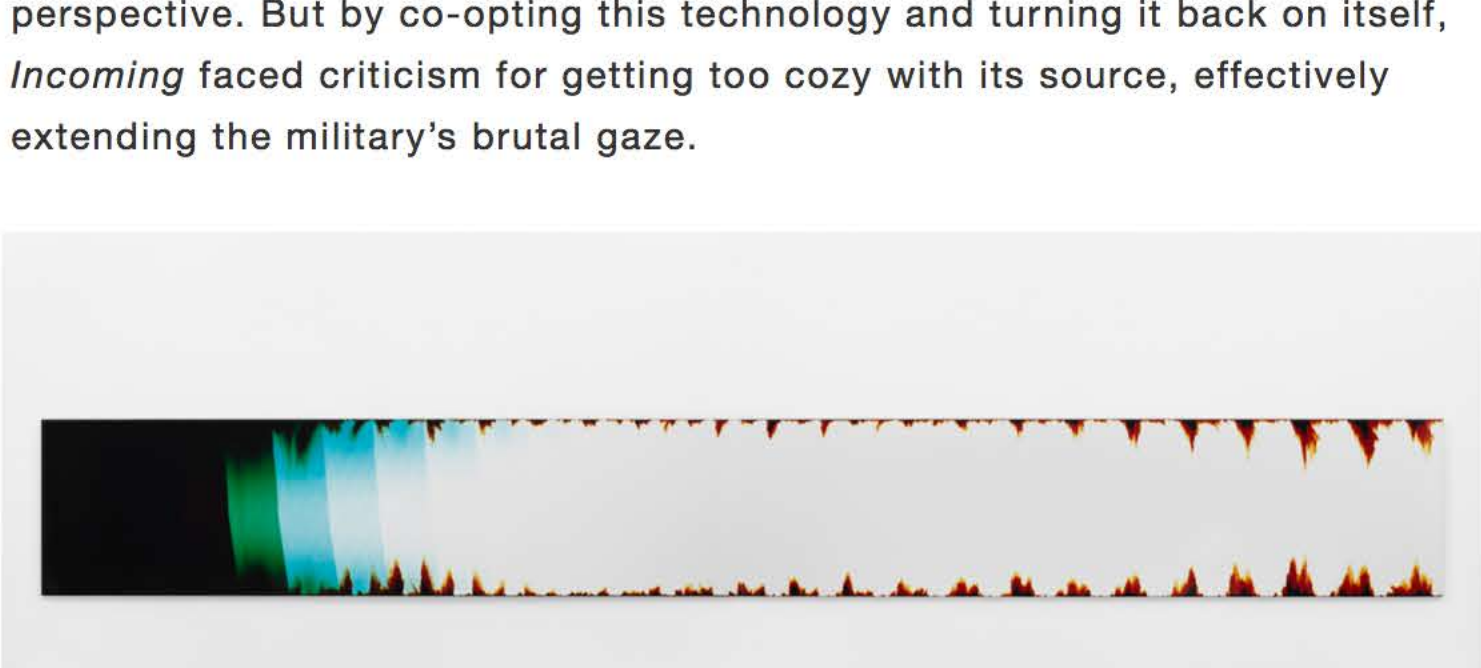 perspective. But by co-opting this technology and turning it back on itself,
Incoming faced criticism for getting too cozy with its source, effectively
extending the military’s brutal gaze.